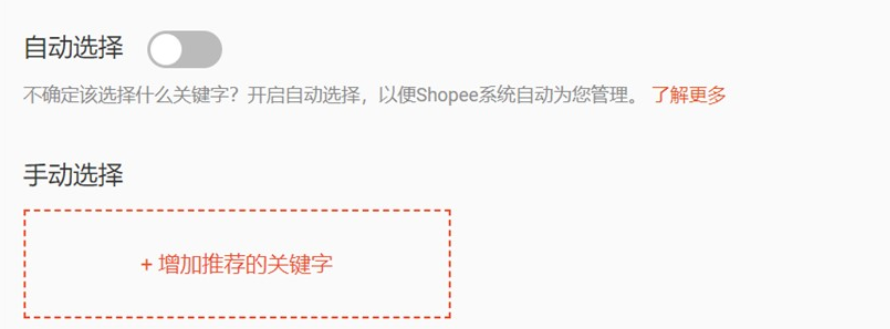 自动选择
不确定该选择什么关键字？开启自动选择，以便Shopee系统自动为您管理。 了解更多
手动选择
+ 增加推荐的关键字